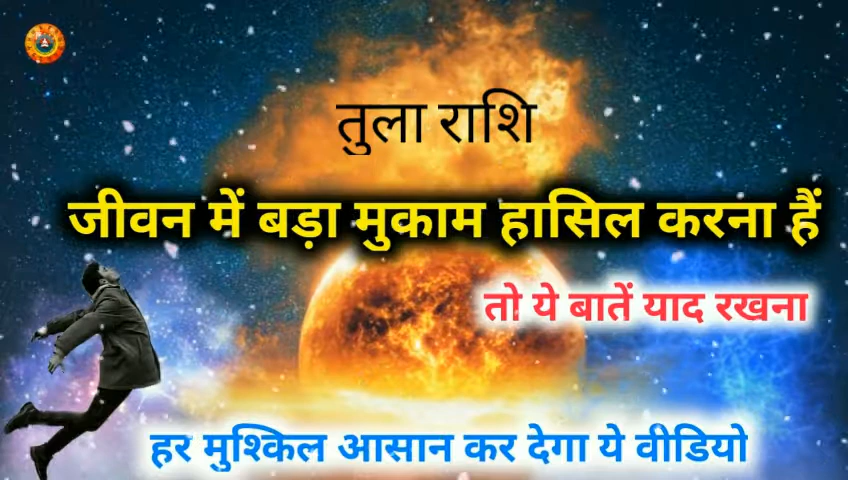 तुला राशि
जीवन में बड़ा मुकाम हासिल करना हैं
तो ये बातें याद रखना
हर मुश्किल आसान कर देगा ये वीडियो